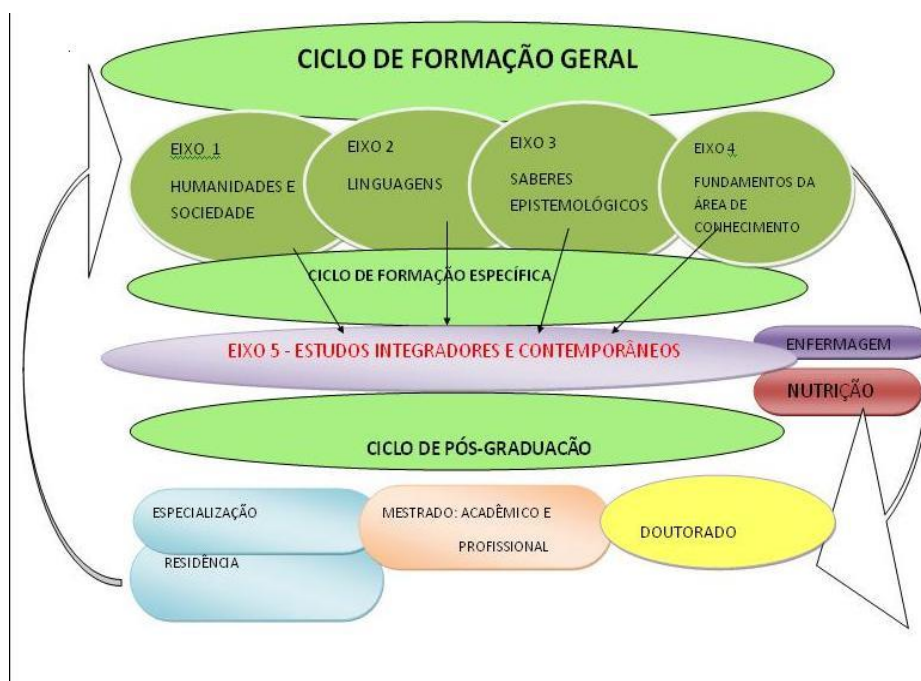 CICLO DE FORMAÇÃO GERAL
EIXO 1
HUMANIDADES E
SOCIEDADE
EIXO 2
LINGUAGENS
EIXO 3
SABERES
EPISTEMOLÓGICOS
EIXO 4
FUNDAMENTOS DA
ÁREA DE
CONHECIMENTO
CICLO DE FORMAÇÃO ESPECÍFICA
EIXO 5 - ESTUDOS INTEGRADORES E CONTEMPORÂNEOS
ENFERMAGEM
NUTRIÇÃO
CICLO DE PÓS-GRADUACÃO
ESPECIALIZAÇÃO
RESIDÊNCIA
MESTRADO: ACADÊMICO E
PROFISSIONAL
DOUTORADO